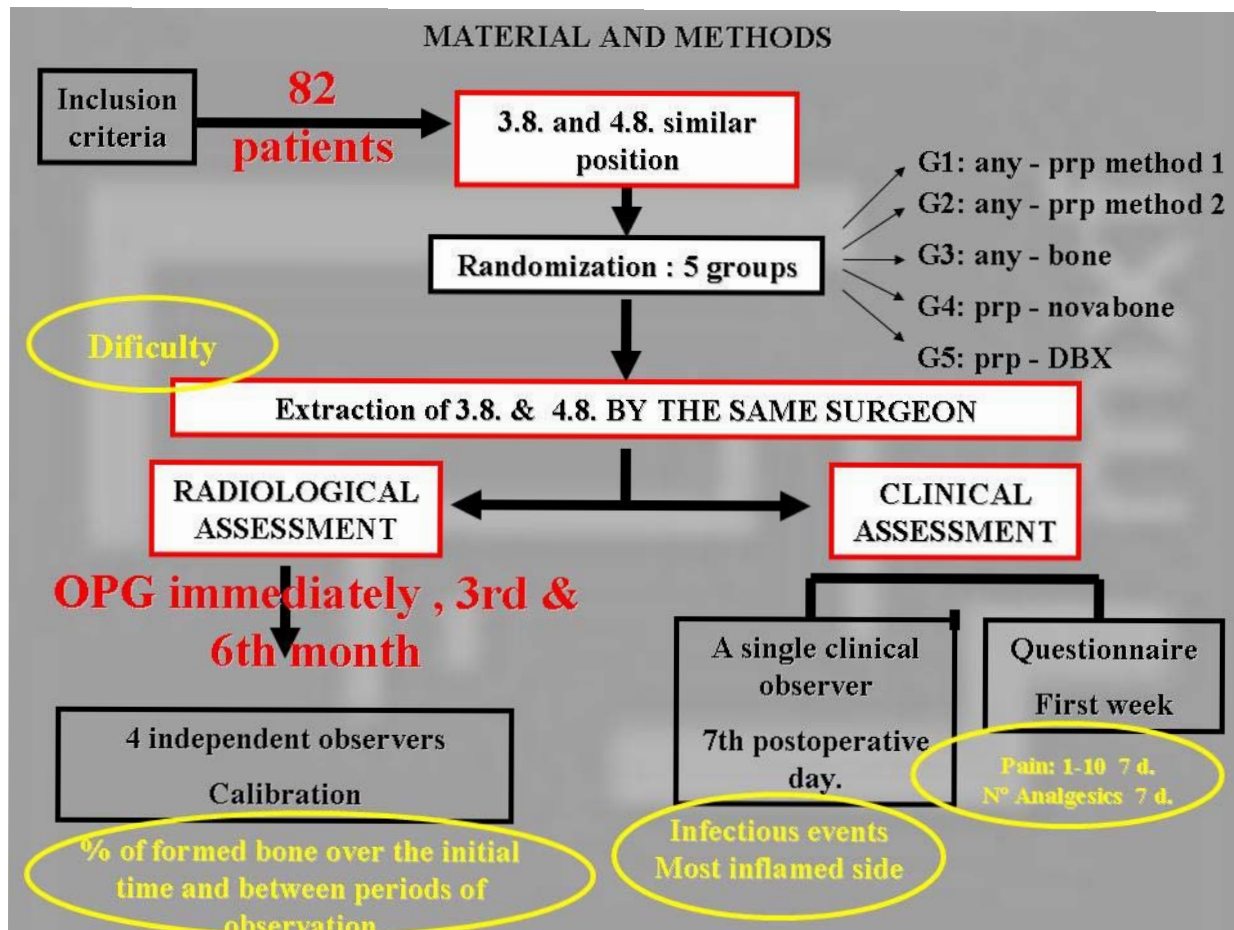 MATERIAL AND METHODS
Inclusion
criteria
82
patients
3.8. and 4.8. similar
position
Randomization : 5 groups
G1: any - prp method 1
G2: any - prp method 2
G3: any - bone
G4: prp - novabone
G5: prp - DBX
Dificulty
Extraction of 3.8. & 4.8. BY THE SAME SURGEON
RADIOLOGICAL
ASSESSMENT
CLINICAL
ASSESSMENT
OPG immediately , 3rd &
6th month
4 independent observers
Calibration
% of formed bone over the initial
time and between periods of
observation
A single clinical
observer
7th postoperative
day.
Infectious events
Most inflamed side
Questionnaire
First week
Pain: 1-10 7 d.
Nº Analgesics 7 d.